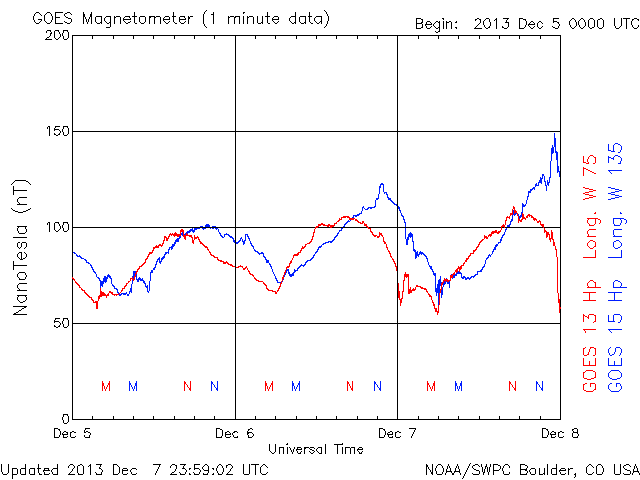 GOES Magnetometer (1 minute data)
Begin: 2013 Dec 5 0000 UTC
200
150
100
50
0
NanoTesla (nT)
M M N N M M N N M M N N
Dec 5 Dec 6 Dec 7 Dec 8
Universal Time
GOES 13 Hp Long. W 75
GOES 15 Hp Long. W 135
Updated 2013 Dec 7 23:59:02 UTC
NOAA/SWPC Boulder, CO USA